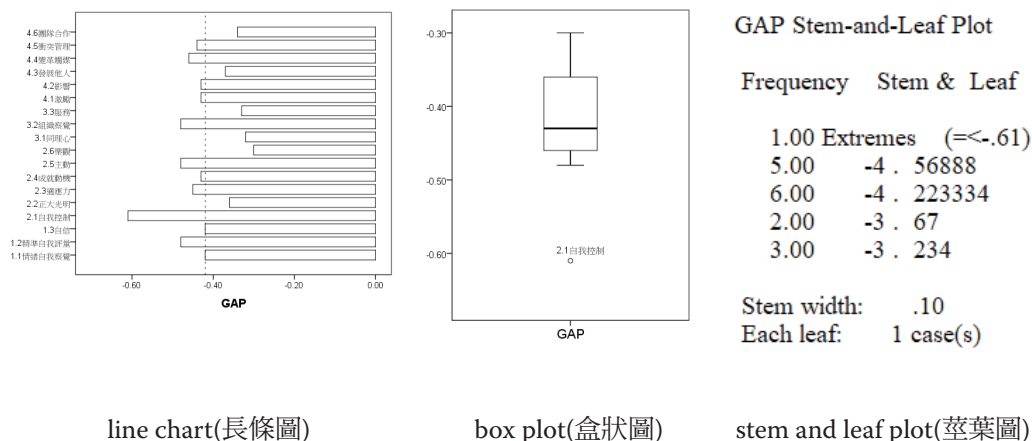 4.6團隊合作
4.5衝突管理
4.4變革觸媒
4.3發展他人
4.2影響
4.1激勵
3.3服務
3.2組織察覺
3.1同理心
2.6樂觀
2.5主動
2.4成就動機
2.3適應力
2.2正大光明
2.1自我控制
1.3自信
1.2精準自我評量
1.1情緒自我察覺
-0.60 -0.40 -0.20 0.00
GAP
-0.30
-0.40
-0.50
-0.60
2.1自我控制
GAP
GAP Stem-and-Leaf Plot
Frequency Stem & Leaf
1.00 Extremes (=<-.61)
5.00 -4 . 56888
6.00 -4 . 223334
2.00 -3 . 67
3.00 -3 . 234
Stem width: .10
Each leaf: 1 case(s)
line chart(長條圖) box plot(盒狀圖) stem and leaf plot(莖葉圖)